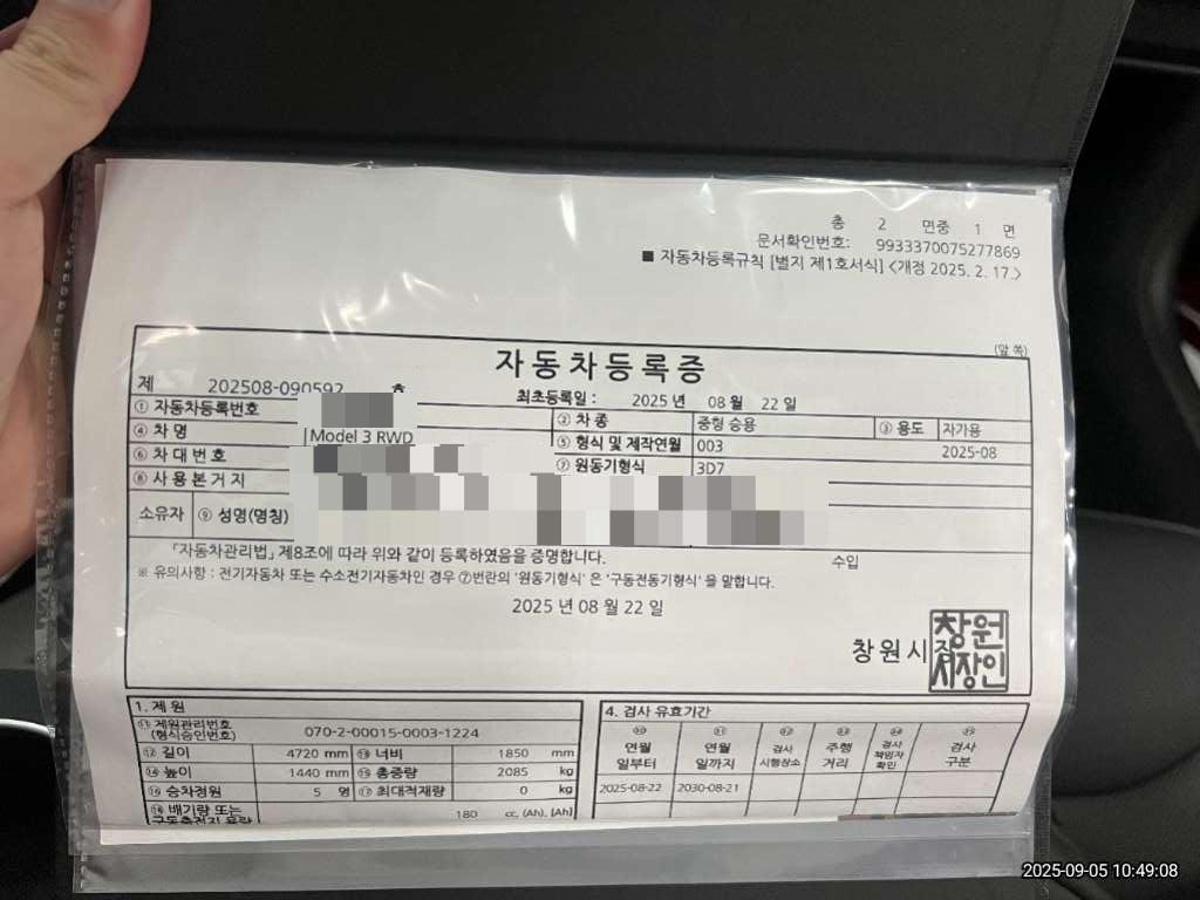 총 2 면중 1 면
문서확인번호: 9933370075277869
■ 자동차등록규칙 [별지 제1호서식] <개정 2025. 2. 17.>
(앞 쪽)
자동차등록증
제 202508-090592 호 최초등록일 : 2025 년 08 월 22 일
① 자동차등록번호 ② 차 종 중형 승용 ③ 용도 자가용
④ 차 명 Model 3 RWD ⑤ 형식 및 제작연월 003 2025-08
⑥ 차 대 번 호 ⑦ 원동기형식 3D7
⑧ 사 용 본 거 지
소유자 ⑨ 성명(명칭)
「자동차관리법」 제8조에 따라 위와 같이 등록하였음을 증명합니다. 수입
※ 유의사항 : 전기자동차 또는 수소전기자동차인 경우 ⑦번란의 '원동기형식' 은 '구동전동기형식' 을 말합니다.
2025 년 08 월 22 일
창 원 시 장
창원
시장인
1. 제 원
⑪ 제원관리번호 (형식승인번호) 070-2-00015-0003-1224
⑫ 길이 4720 mm ⑬ 너비 1850 mm
⑭ 높이 1440 mm ⑮ 총중량 2085 kg
⑯ 승차정원 5 명 ⑰ 최대적재량 0 kg
⑱ 배기량 또는 구동축전지 용량 180 cc, (Ah), [Ah]
4. 검사 유효기간
연월일부터 연월일까지 검사시행장소 주행거리 검사책임자확인 검사구분
2025-08-22 2030-08-21
2025-09-05 10:49:08